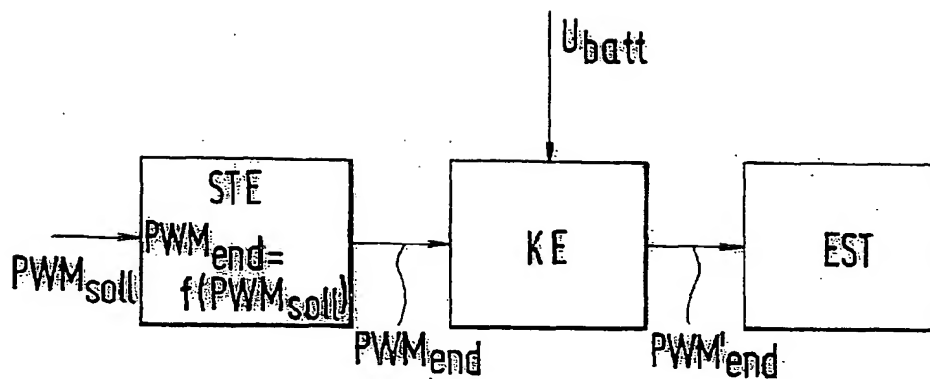 U_batt
STE
PWM_end=
f(PWM_soll)
PWM_soll
KE
EST
PWM_end
PWM'_end